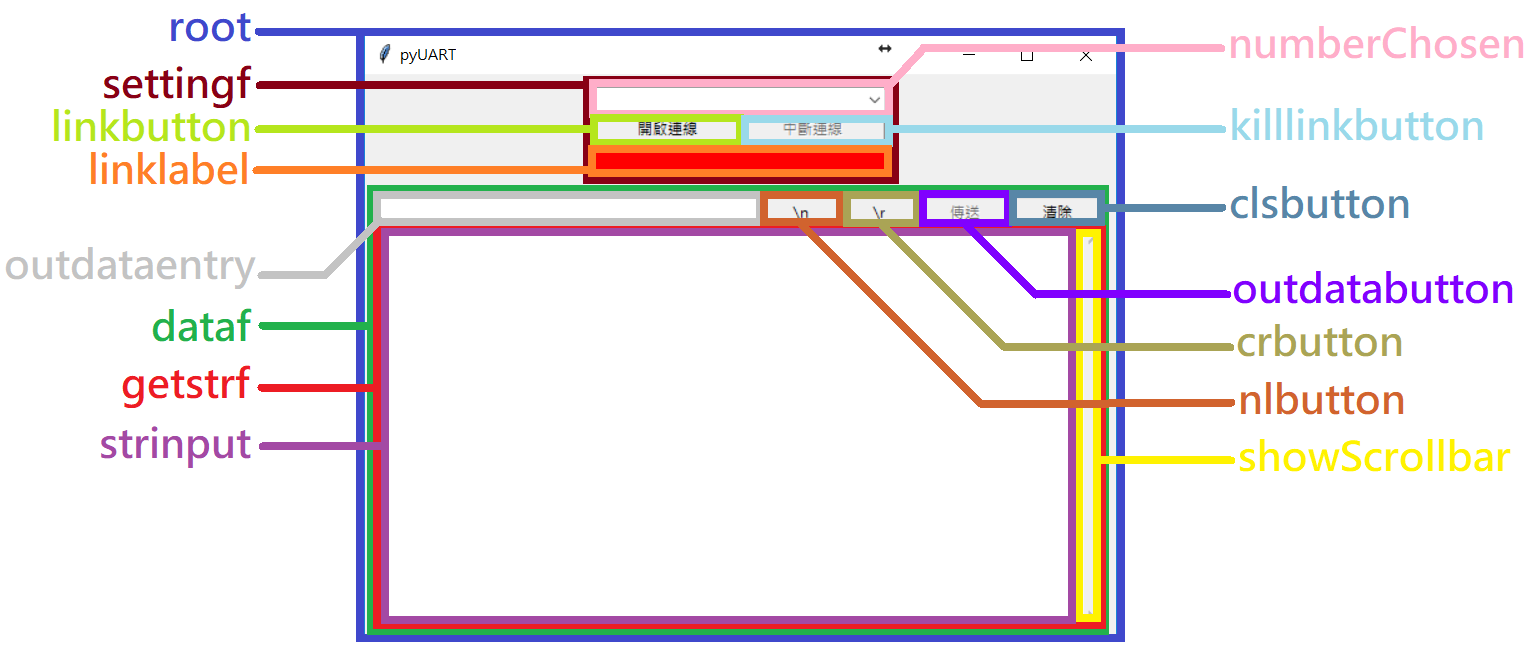 root
numberChosen
pyUART
settingf
linkbutton
開啟連線
中斷連線
killlinkbutton
linklabel
clsbutton
\n
\r
傳送
清除
outdataentry
outdatabutton
dataf
crbutton
getstrf
nlbutton
strinput
showScrollbar